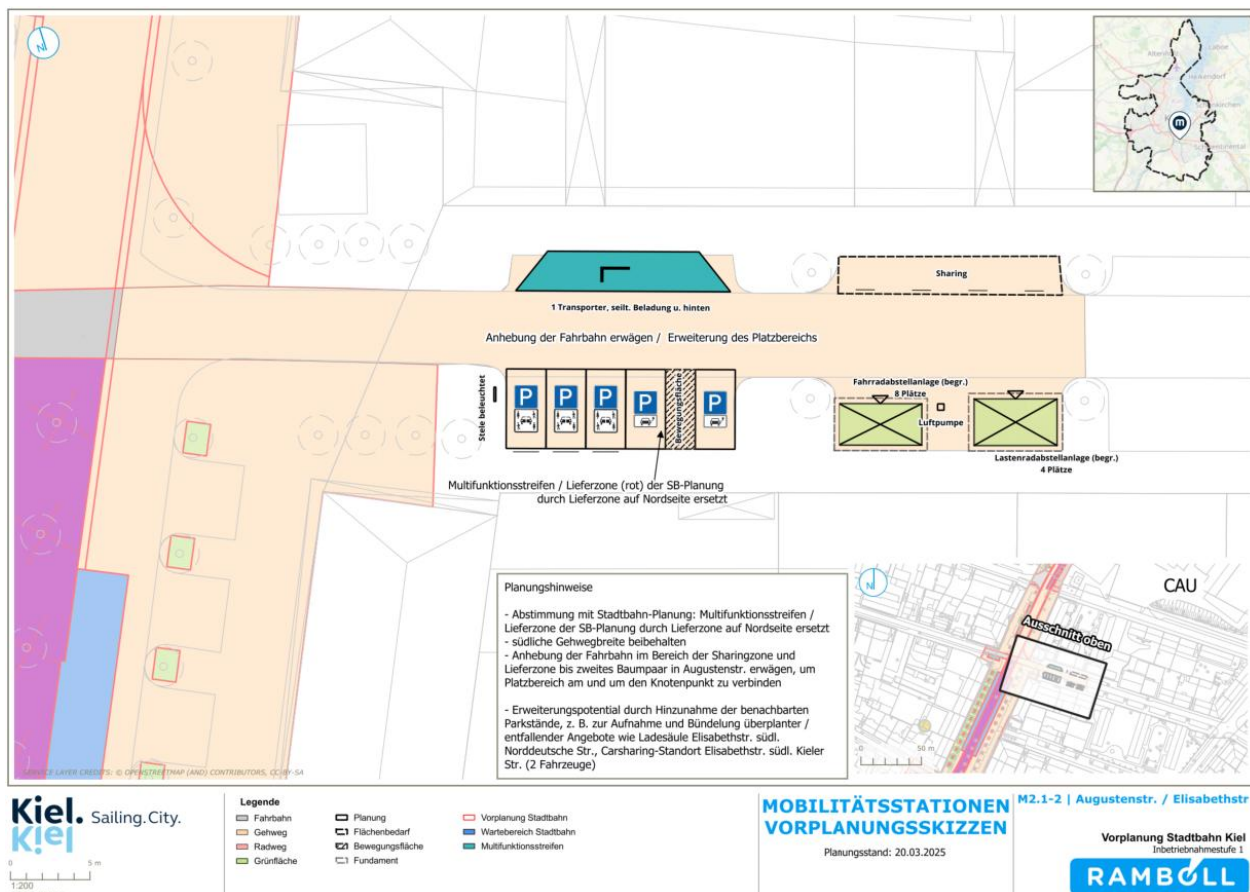 N
Sharing
1 Transporter, seitl. Beladung u. hinten
Anhebung der Fahrbahn erwägen / Erweiterung des Platzbereichs
Stele beleuchtet
P
P
P
P
Bewegungsfläche
P
Fahrradabstellanlage (begr.)
8 Plätze
Luftpumpe
Lastenradabstellanlage (begr.)
4 Plätze
Multifunktionsstreifen / Lieferzone (rot) der SB-Planung
durch Lieferzone auf Nordseite ersetzt
Planungshinweise
- Abstimmung mit Stadtbahn-Planung: Multifunktionsstreifen /
Lieferzone der SB-Planung durch Lieferzone auf Nordseite ersetzt
- südliche Gehwegbreite beibehalten
- Anhebung der Fahrbahn im Bereich der Sharingzone und
Lieferzone bis zweites Baumpaar in Augustenstr. erwägen, um
Platzbereich am und um den Knotenpunkt zu verbinden
- Erweiterungspotential durch Hinzunahme der benachbarten
Parkstände, z. B. zur Aufnahme und Bündelung überplanter /
entfallender Angebote wie Ladesäule Elisabethstr. südl.
Norddeutsche Str., Carsharing-Standort Elisabethstr. südl. Kieler
Str. (2 Fahrzeuge)
N
CAU
Ausschnitt oben
0 50 m
SERVICE LAYER CREDITS: © OPENSTREETMAP (AND) CONTRIBUTORS, CC-BY-SA
Kiel. Sailing.City.
Kiel
0 5 m
1:200
Legende
Fahrbahn
Gehweg
Radweg
Grünfläche
Planung
Flächenbedarf
Bewegungsfläche
Fundament
Vorplanung Stadtbahn
Wartebereich Stadtbahn
Multifunktionsstreifen
MOBILITÄTSSTATIONEN
VORPLANUNGSSKIZZEN
Planungsstand: 20.03.2025
M2.1-2 | Augustenstr. / Elisabethstr
Vorplanung Stadtbahn Kiel
Inbetriebnahmestufe 1
RAMBOLL